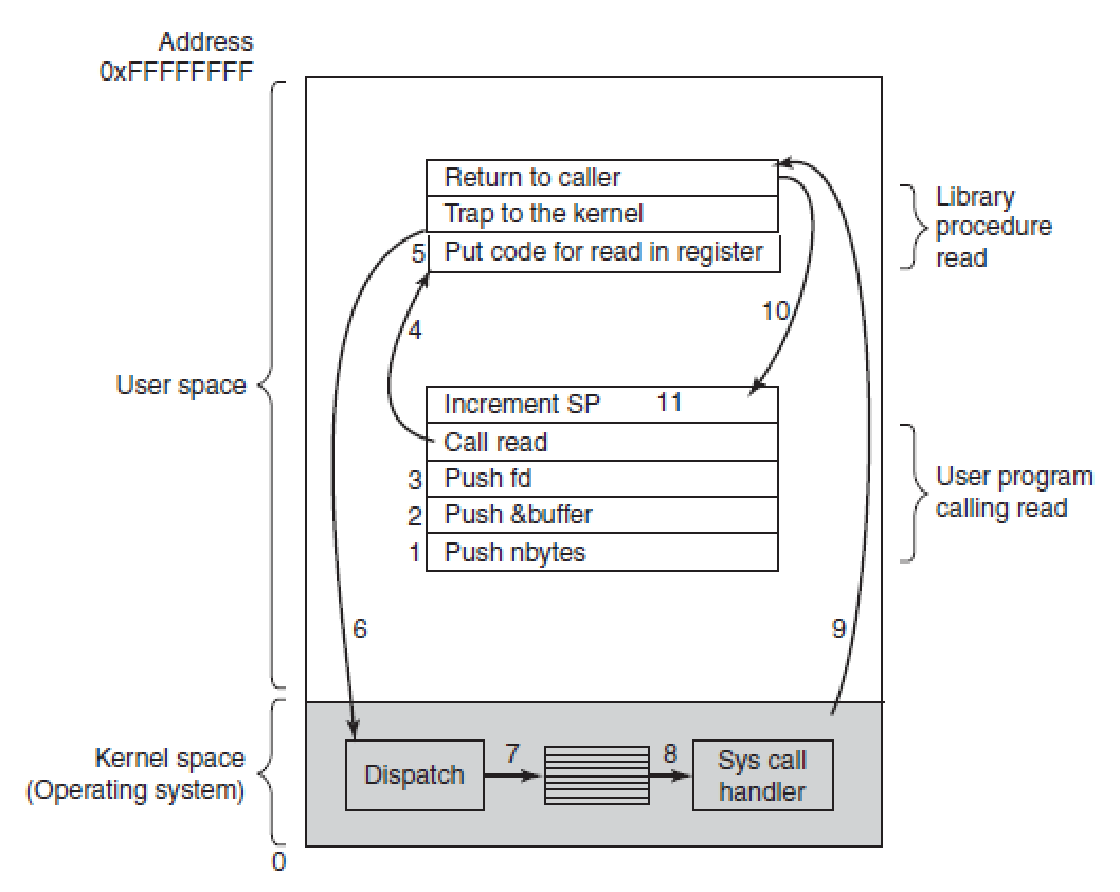 Address
0xFFFFFFFF
Return to caller
Trap to the kernel
5 Put code for read in register
Library
procedure
read
4
10
User space
Increment SP 11
Call read
3 Push fd
2 Push &buffer
1 Push nbytes
User program
calling read
6
9
Kernel space
(Operating system)
Dispatch
7
8
Sys call
handler
0